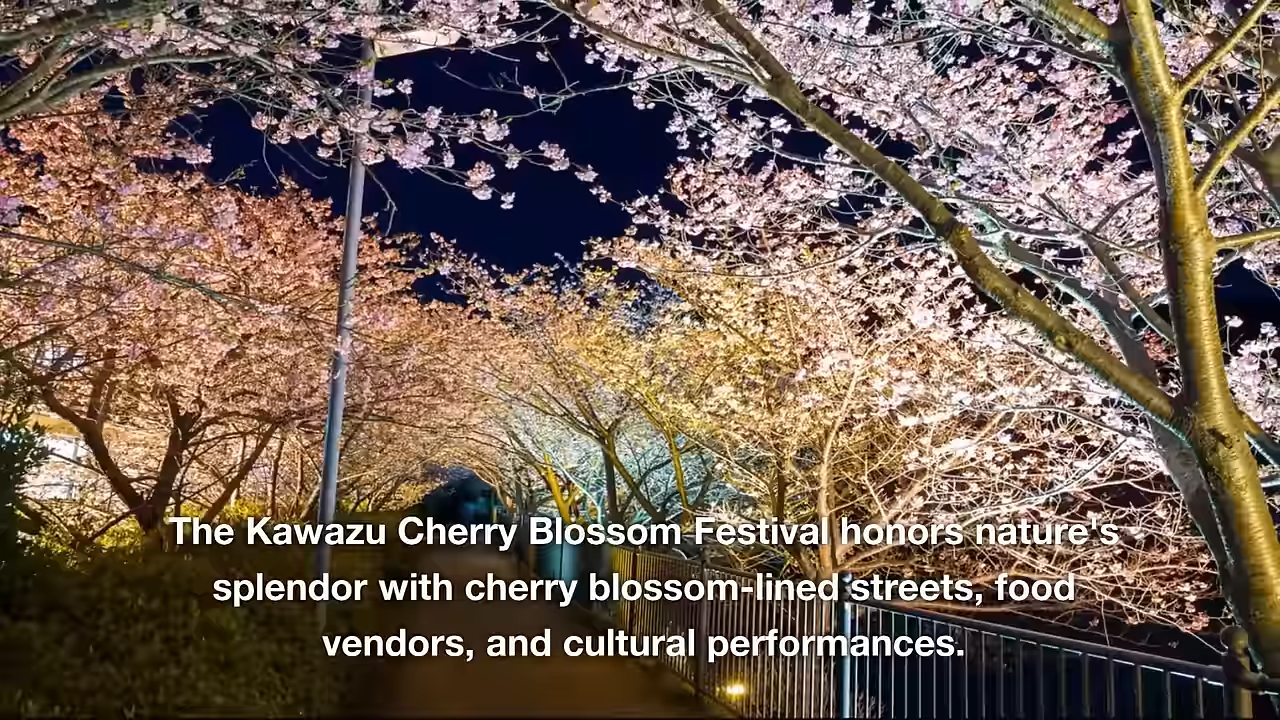 The Kawazu Cherry Blossom Festival honors nature's
splendor with cherry blossom-lined streets, food
vendors, and cultural performances.